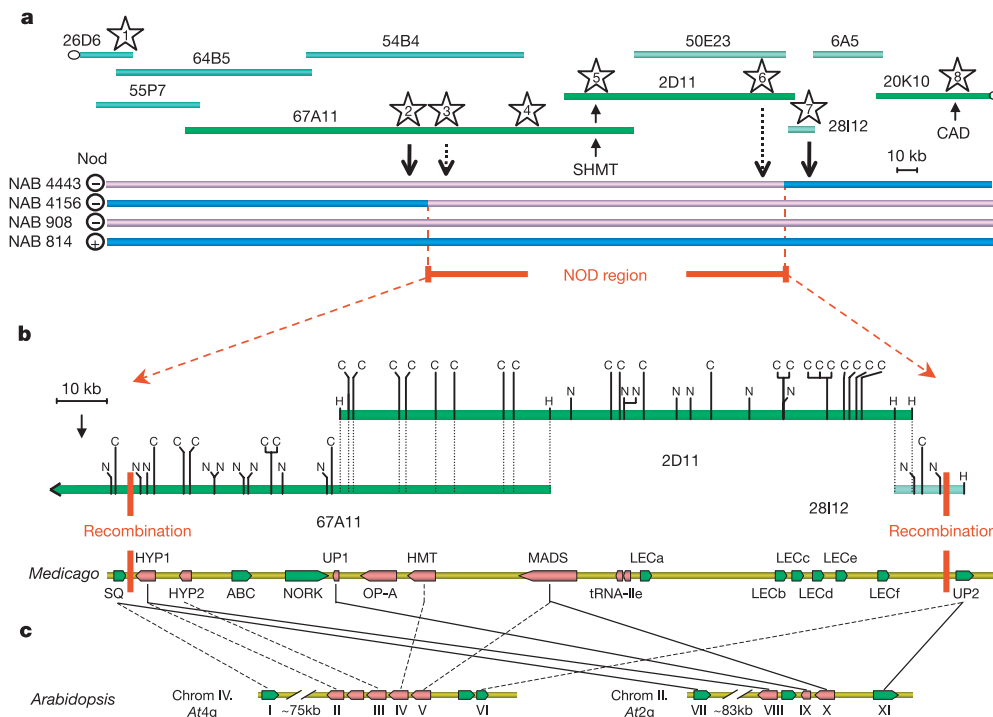 a
26D6
1
54B4
50E23
6A5
64B5
5
6
20K10
8
55P7
2D11
2
3
4
7
67A11
28I12
CAD
SHMT
10 kb
Nod
NAB 4443 −
NAB 4156 −
NAB 908 −
NAB 814 +
NOD region
b
C C C C C C C C C C C C C C C C C C C C C C
10 kb
H N N N H N N N N H
C C C C C C C C
2D11
N N N N N N N N N N N H
67A11
28I12
Recombination
Recombination
HYP1 UP1 HMT MADS LECa LECc LECe
Medicago
SQ HYP2 ABC NORK OP-A tRNA-Ile LECb LECd LECf UP2
c
Arabidopsis
Chrom IV.
At4g
I ~75kb II III IV V VI
Chrom II.
At2g
VII ~83kb VIII IX X XI